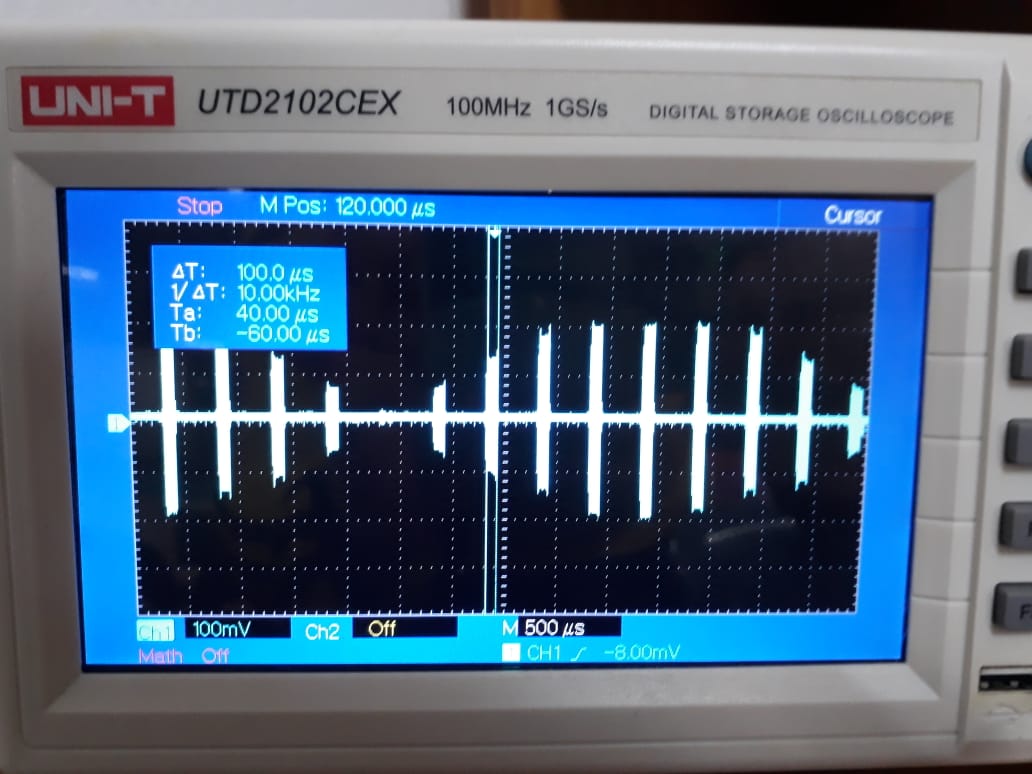 UNI-T UTD2102CEX 100MHz 1GS/s DIGITAL STORAGE OSCILLOSCOPE
Stop M Pos: 120.000 μs Cursor
ΔT: 100.0 μs
1/ΔT: 10.00kHz
Ta: 40.00 μs
Tb: -60.00 μs
Ch1 100mV Ch2 Off M 500 μs
Math Off CH1 -8.00mV